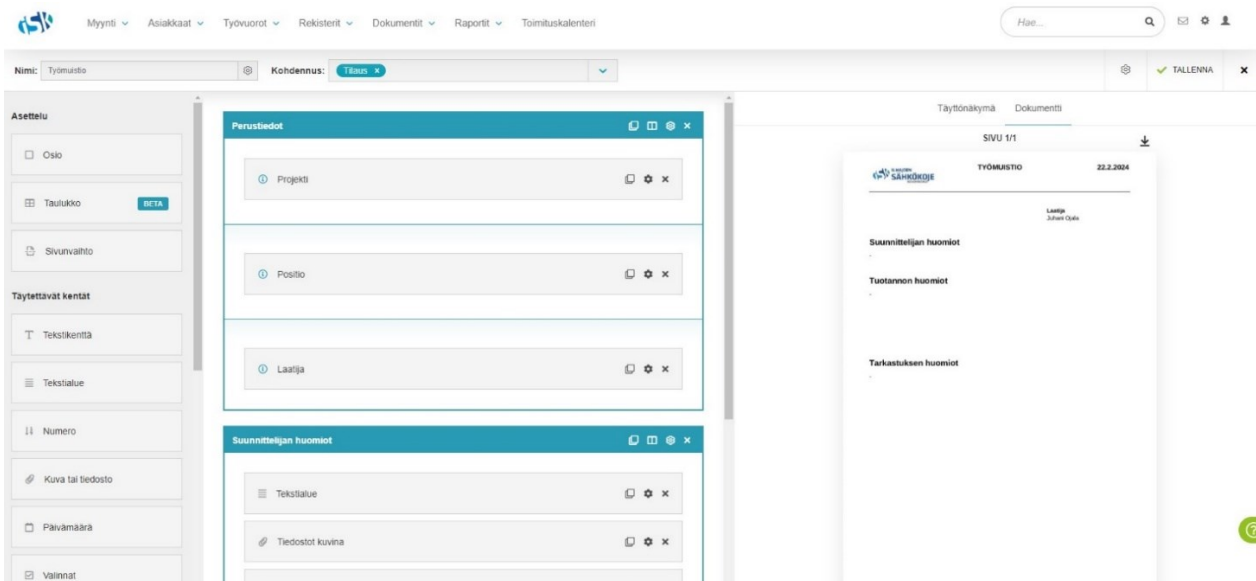 Myynti Asiakkaat Työvuorot Rekisterit Dokumentit Raportit Toimituskalenteri Hae...
Nimi: Työmuistio Kohdennus: Tilaus × TALLENNA
Asettelu
Osio
Taulukko BETA
Sivunvaihto
Täytettävät kentät
Tekstikenttä
Tekstialue
Numero
Kuva tai tiedosto
Päivämäärä
Valinnat
Perustiedot
Projekti
Positio
Laatija
Suunnittelijan huomiot
Tekstialue
Tiedostot kuvina
Täyttönäkymä Dokumentti
SIVU 1/1
SÄHKÖKOJE TYÖMUISTIO 22.2.2024
Laatija
Juhani Ojala
Suunnittelijan huomiot
-
Tuotannon huomiot
-
Tarkastuksen huomiot
-